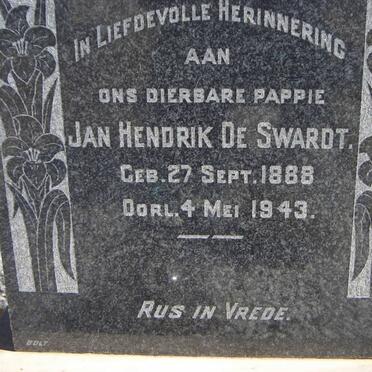 IN LIEFDEVOLLE HERINNERING
AAN
ONS DIERBARE PAPPIE
JAN HENDRIK DE SWARDT.
GEB. 27 SEPT. 1888
OORL. 4 MEI 1943.
RUS IN VREDE.
BOLT